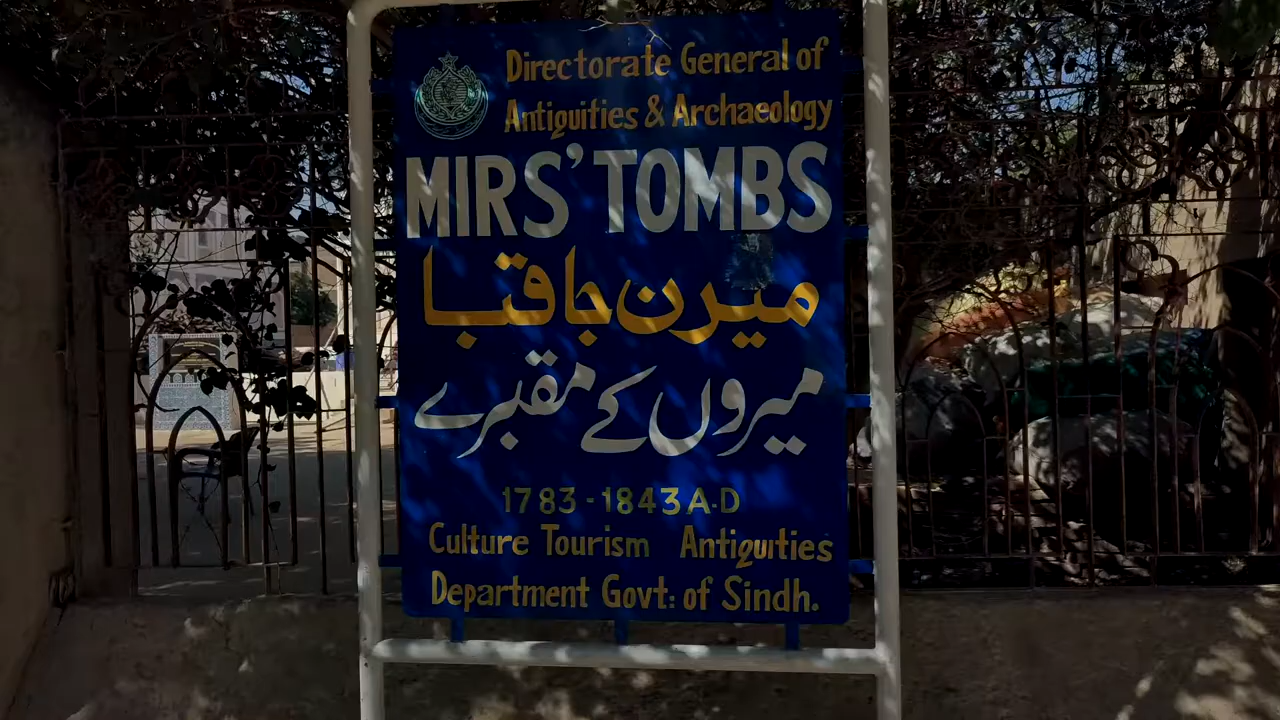 Directorate General of
Antiquities & Archaeology
MIRS' TOMBS
ميرن جا قبا
میروں کے مقبرے
1783-1843 A.D
Culture Tourism Antiquties
Department Govt: of Sindh.